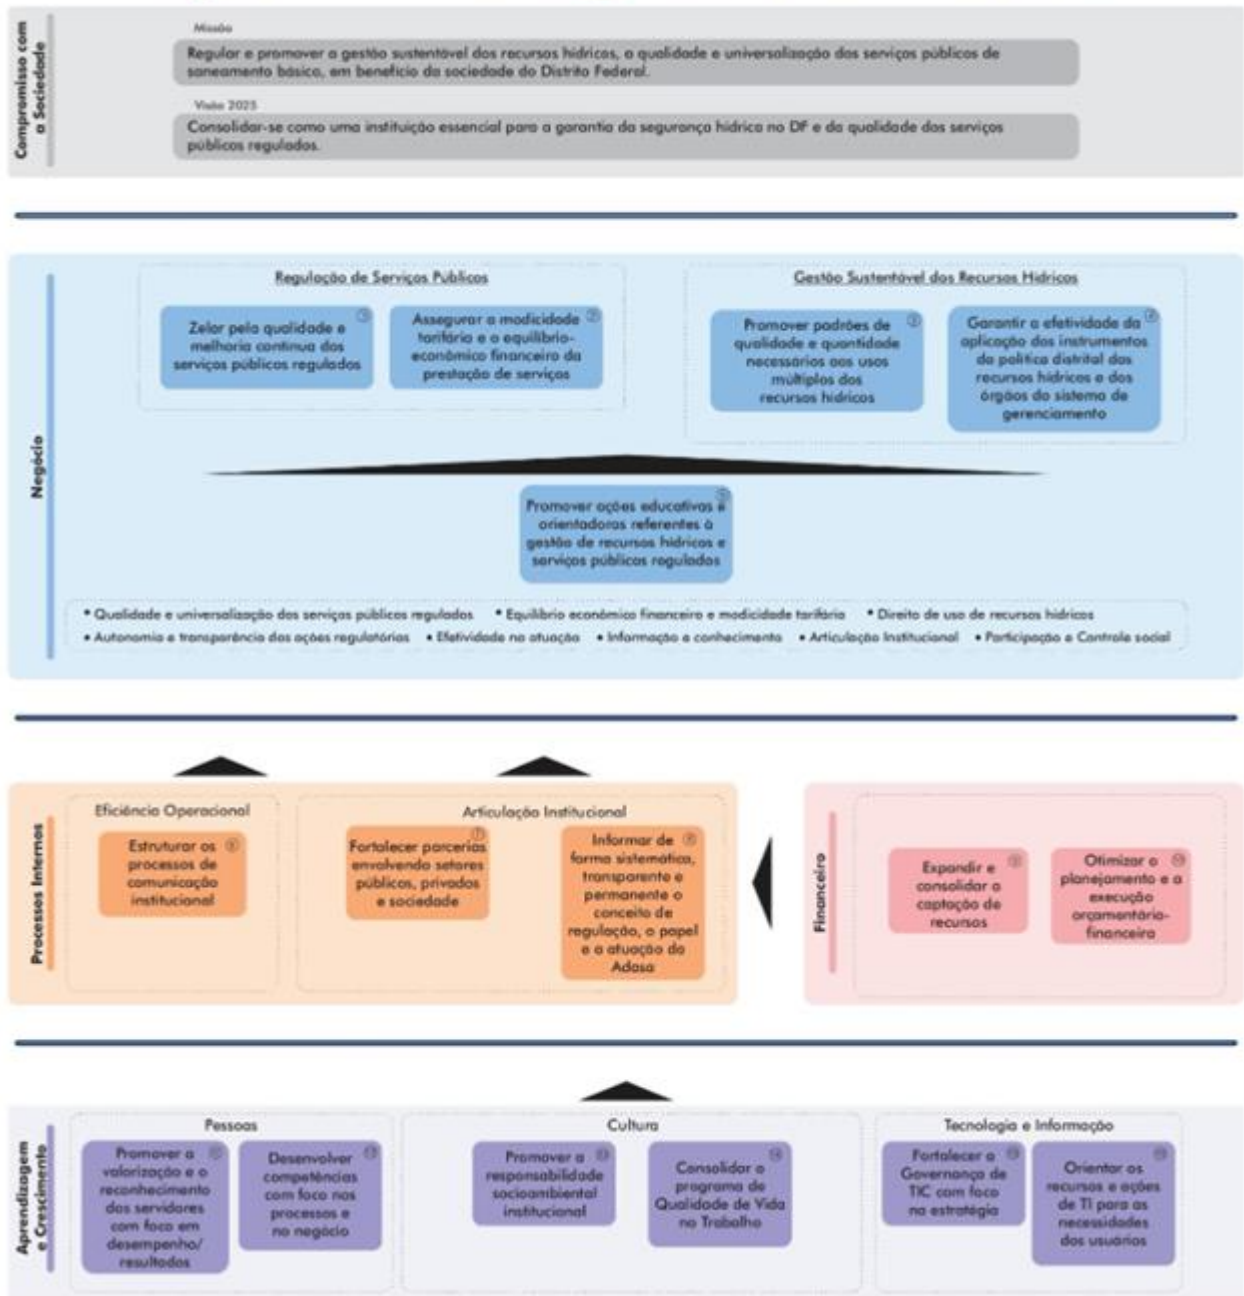 Compromisso com
a Sociedade
Missão
Regular e promover a gestão sustentável dos recursos hídricos, a qualidade e universalização dos serviços públicos de
saneamento básico, em benefício da sociedade do Distrito Federal.
Visão 2025
Consolidar-se como uma instituição essencial para a garantia da segurança hídrica no DF e da qualidade dos serviços
públicos regulados.
Negócio
Regulação de Serviços Públicos
Zelar pela qualidade e
melhoria contínua dos
serviços públicos regulados
Assegurar a modicidade
tarifária e o equilíbrio-
econômico financeiro da
prestação de serviços
Gestão Sustentável dos Recursos Hídricos
Promover padrões de
qualidade e quantidade
necessários aos usos
múltiplos dos
recursos hídricos
Garantir a efetividade da
aplicação dos instrumentos
da política distrital dos
recursos hídricos e dos
órgãos do sistema de
gerenciamento
Promover ações educativas e
orientadoras referentes à
gestão de recursos hídricos e
serviços públicos regulados
• Qualidade e universalização dos serviços públicos regulados • Equilíbrio econômico financeiro e modicidade tarifária • Direito de uso de recursos hídricos
• Autonomia e transparência das ações regulatórias • Efetividade na atuação • Informação e conhecimento • Articulação Institucional • Participação e Controle social
Processos Internos
Eficiência Operacional
Estruturar os
processos de
comunicação
institucional
Articulação Institucional
Fortalecer parcerias
envolvendo setores
públicos, privados
e sociedade
Informar de
forma sistemática,
transparente e
permanente o
conceito de
regulação, o papel
e a atuação da
Adasa
Financeiro
Expandir e
consolidar a
captação de
recursos
Otimizar o
planejamento e a
execução
orçamentário-
financeira
Aprendizagem
e Crescimento
Pessoas
Promover a
valorização e o
reconhecimento
dos servidores
com foco em
desempenho/
resultados
Desenvolver
competências
com foco nos
processos e
no negócio
Cultura
Promover a
responsabilidade
socioambiental
institucional
Consolidar o
programa de
Qualidade de Vida
no Trabalho
Tecnologia e Informação
Fortalecer a
Governança de
TIC com foco
na estratégia
Orientar os
recursos e ações
de TI para as
necessidades
dos usuários